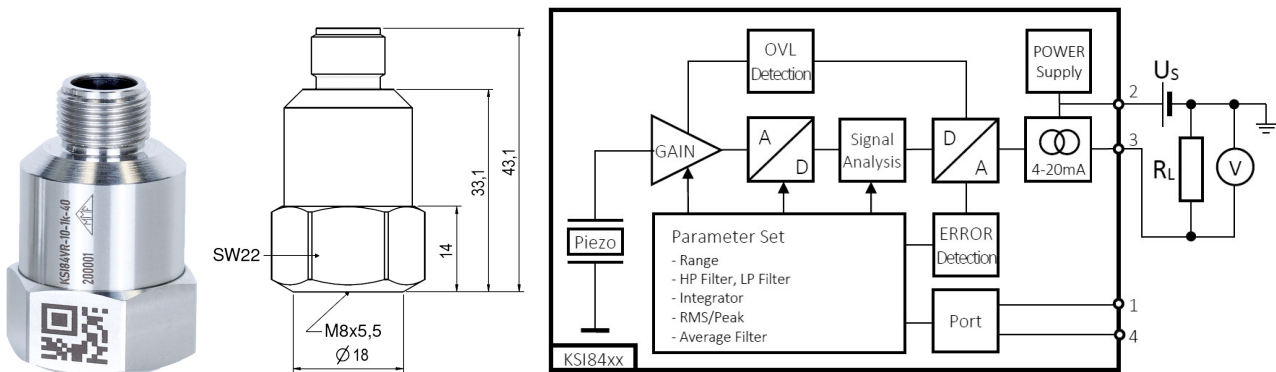 KSI84VR-10-1k-40
200001
MMF
SW22
M8x5,5
Ø 18
14
33,1
43,1
OVL
Detection
POWER
Supply
GAIN
A
D
Signal
Analysis
D
A
4-20mA
Piezo
Parameter Set
- Range
- HP Filter, LP Filter
- Integrator
- RMS/Peak
- Average Filter
ERROR
Detection
Port
KSI84xx
2
3
1
4
US
RL
V